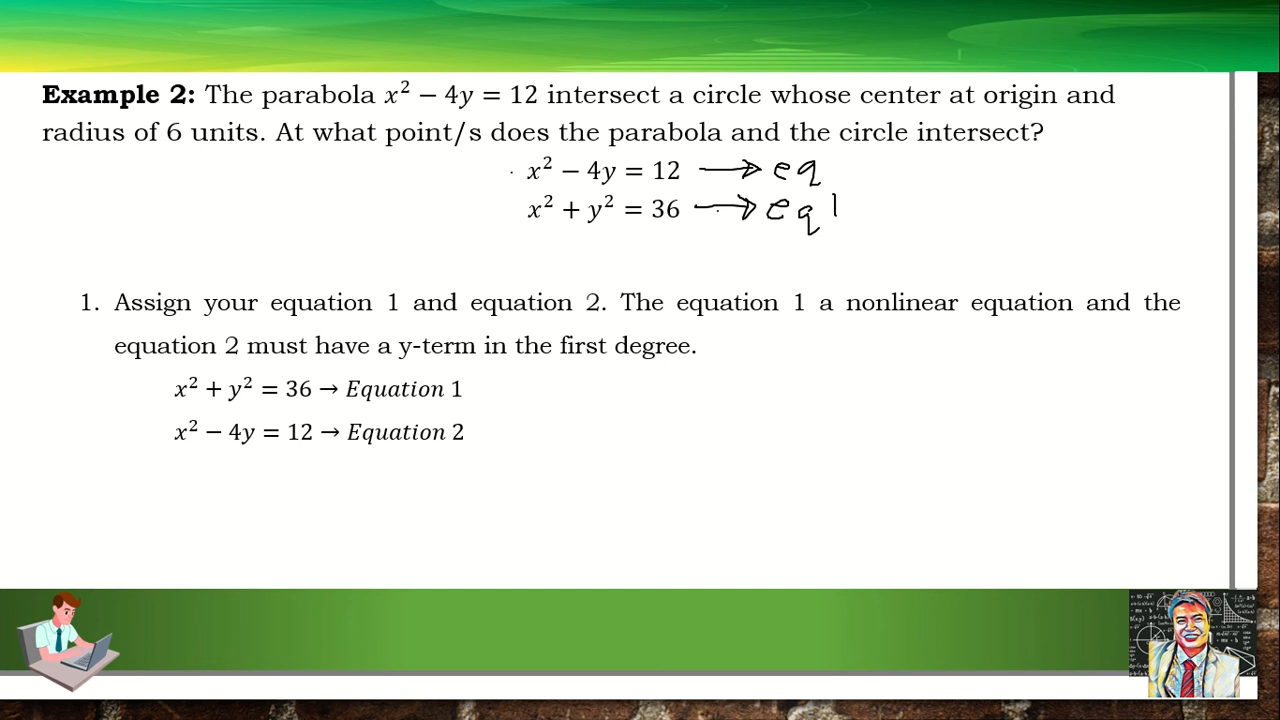 Example 2: The parabola x² − 4y = 12 intersect a circle whose center at origin and
radius of 6 units. At what point/s does the parabola and the circle intersect?
x² − 4y = 12 → eq
x² + y² = 36 → eq 1
1. Assign your equation 1 and equation 2. The equation 1 a nonlinear equation and the
equation 2 must have a y-term in the first degree.
x² + y² = 36 → Equation 1
x² − 4y = 12 → Equation 2